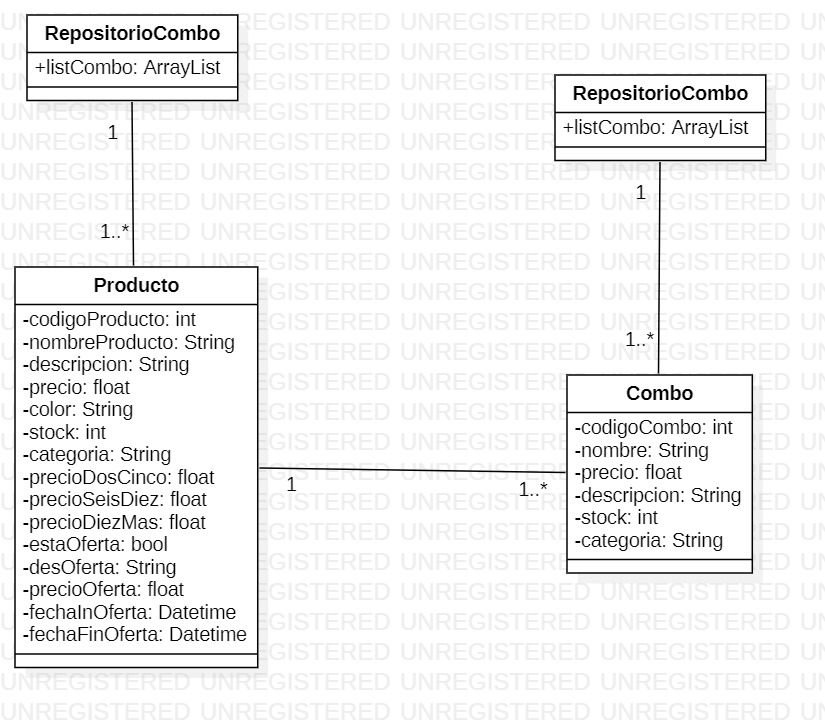 RepositorioCombo
+listCombo: ArrayList
1
1..*
Producto
-codigoProducto: int
-nombreProducto: String
-descripcion: String
-precio: float
-color: String
-stock: int
-categoria: String
-precioDosCinco: float
-precioSeisDiez: float
-precioDiezMas: float
-estaOferta: bool
-desOferta: String
-precioOferta: float
-fechaInOferta: Datetime
-fechaFinOferta: Datetime
1
1..*
RepositorioCombo
+listCombo: ArrayList
1
1..*
Combo
-codigoCombo: int
-nombre: String
-precio: float
-descripcion: String
-stock: int
-categoria: String
UNREGISTERED